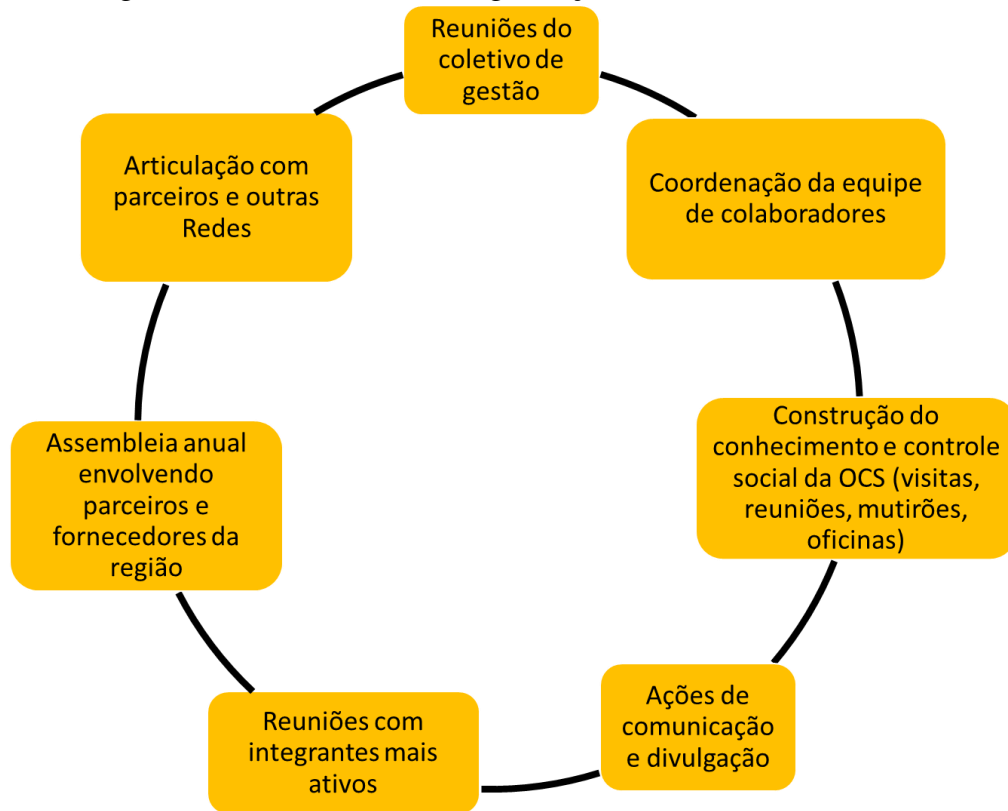 Reuniões do
coletivo de
gestão
Coordenação da equipe
de colaboradores
Construção do
conhecimento e controle
social da OCS (visitas,
reuniões, mutirões,
oficinas)
Ações de
comunicação
e divulgação
Reuniões com
integrantes mais
ativos
Assembleia anual
envolvendo
parceiros e
fornecedores da
região
Articulação com
parceiros e outras
Redes